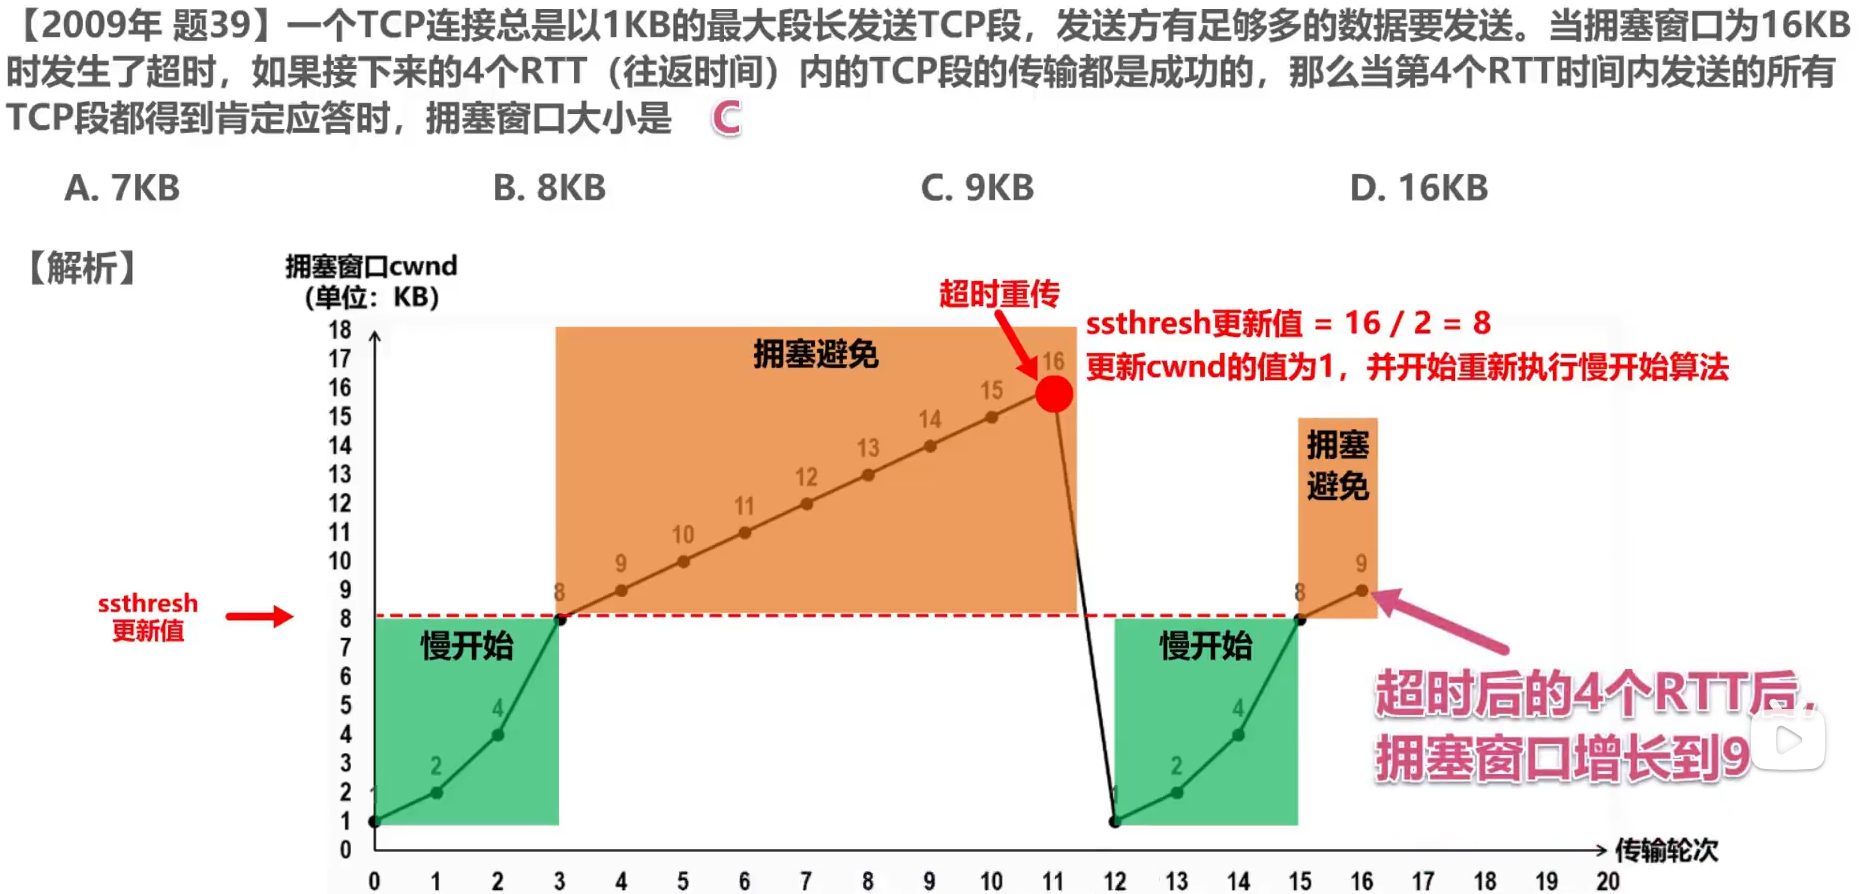 【2009年 题39】一个TCP连接总是以1KB的最大段长发送TCP段，发送方有足够多的数据要发送。当拥塞窗口为16KB
时发生了超时，如果接下来的4个RTT（往返时间）内的TCP段的传输都是成功的，那么当第4个RTT时间内发送的所有
TCP段都得到肯定应答时，拥塞窗口大小是 C
A. 7KB B. 8KB C. 9KB D. 16KB
【解析】
拥塞窗口cwnd
（单位：KB）
超时重传
ssthresh更新值 = 16 / 2 = 8
更新cwnd的值为1，并开始重新执行慢开始算法
拥塞避免
拥塞
避免
ssthresh
更新值
慢开始
慢开始
超时后的4个RTT后，
拥塞窗口增长到9
18
17
16
15
14
13
12
11
10
9
8
7
6
5
4
3
2
1
0
2
4
8
9
10
11
12
13
14
15
16
1
2
4
8
9
0 1 2 3 4 5 6 7 8 9 10 11 12 13 14 15 16 17 18 19 20
传输轮次